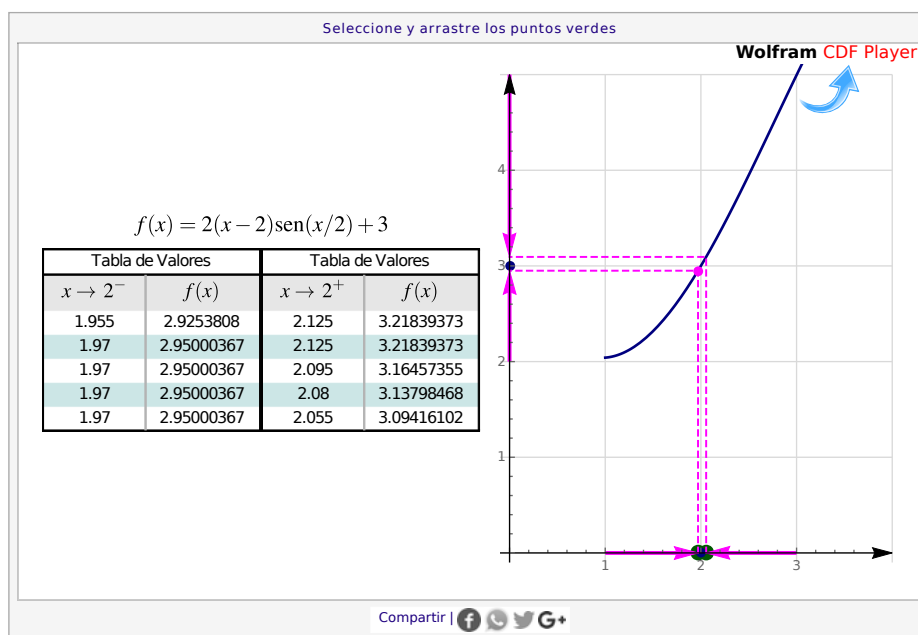 Seleccione y arrastre los puntos verdes
Wolfram CDF Player
f(x) = 2(x − 2)sen(x/2) + 3
Tabla de Valores Tabla de Valores
x → 2⁻ f(x) x → 2⁺ f(x)
1.955 2.9253808 2.125 3.21839373
1.97 2.95000367 2.125 3.21839373
1.97 2.95000367 2.095 3.16457355
1.97 2.95000367 2.08 3.13798468
1.97 2.95000367 2.055 3.09416102
4
3
2
1
1 2 3
Compartir | f G+